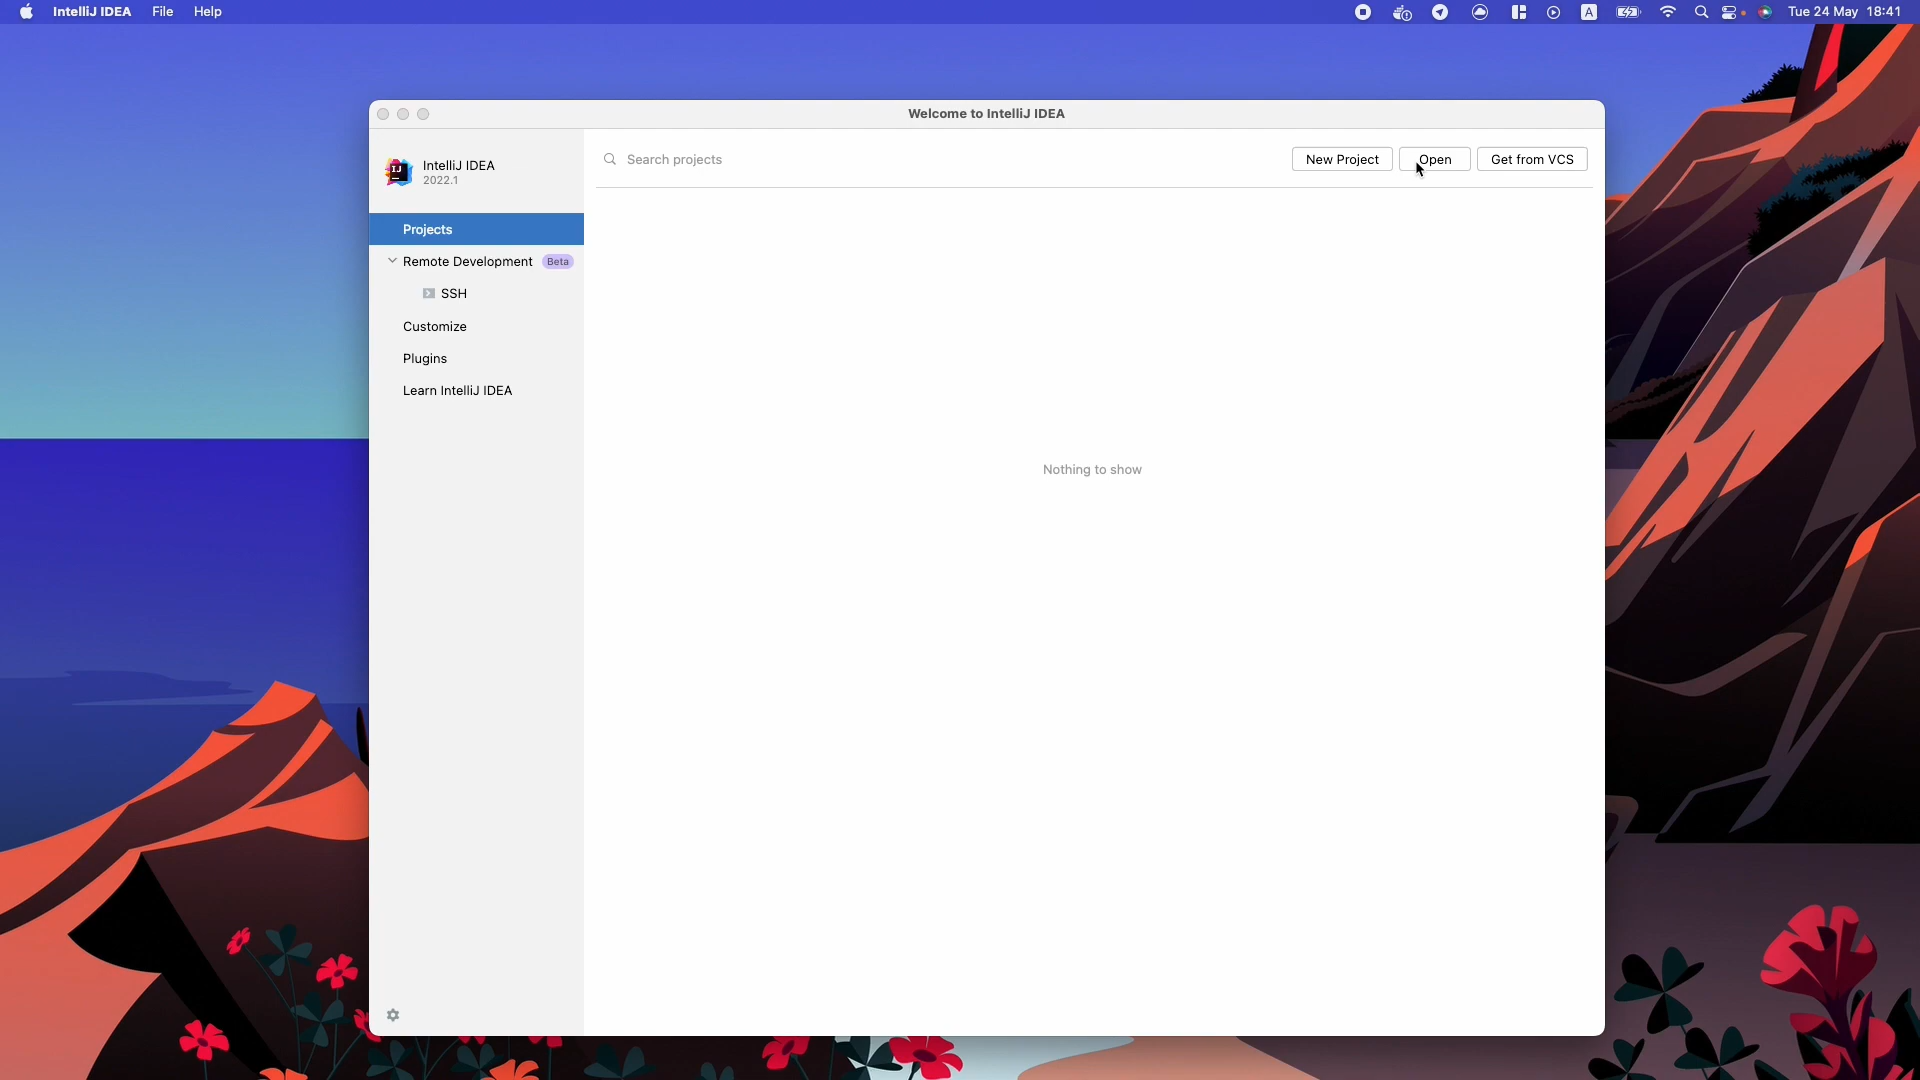 IntelliJ IDEA File Help
A Tue 24 May 18:41
Welcome to IntelliJ IDEA
IJ
IntelliJ IDEA
2022.1
Search projects
New Project
Open
Get from VCS
Projects
Remote Development Beta
SSH
Customize
Plugins
Learn IntelliJ IDEA
Nothing to show